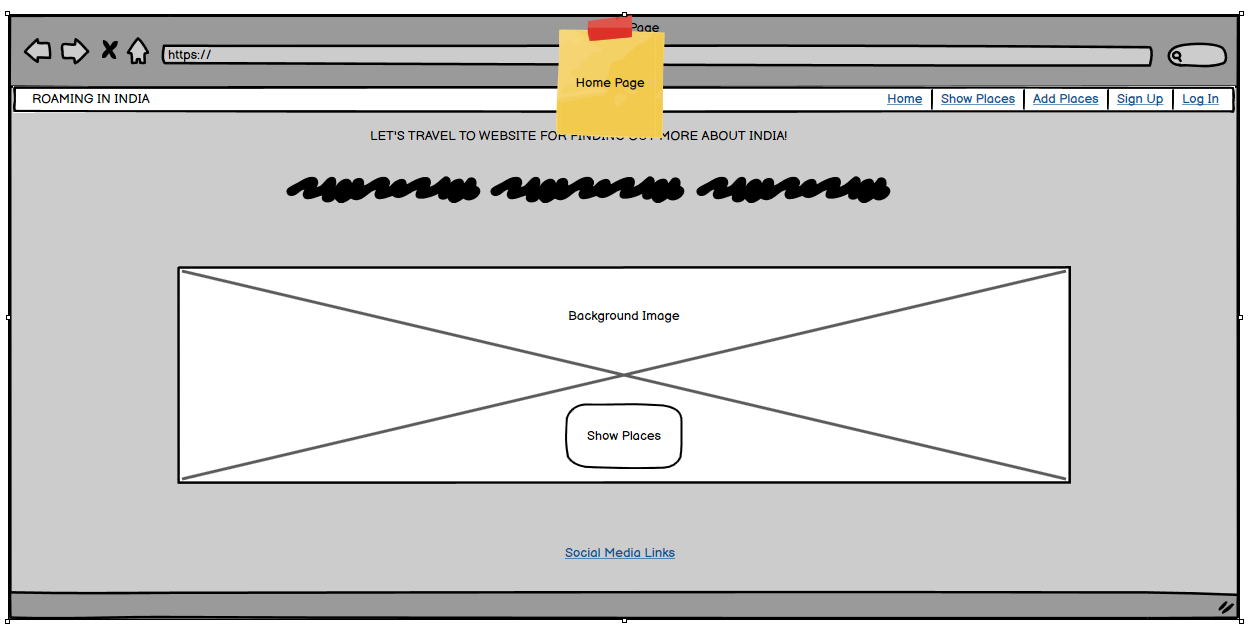 Page
https://
Home Page
ROAMING IN INDIA
Home
Show Places
Add Places
Sign Up
Log In
LET'S TRAVEL TO WEBSITE FOR FINDING OUT MORE ABOUT INDIA!
Background Image
Show Places
Social Media Links